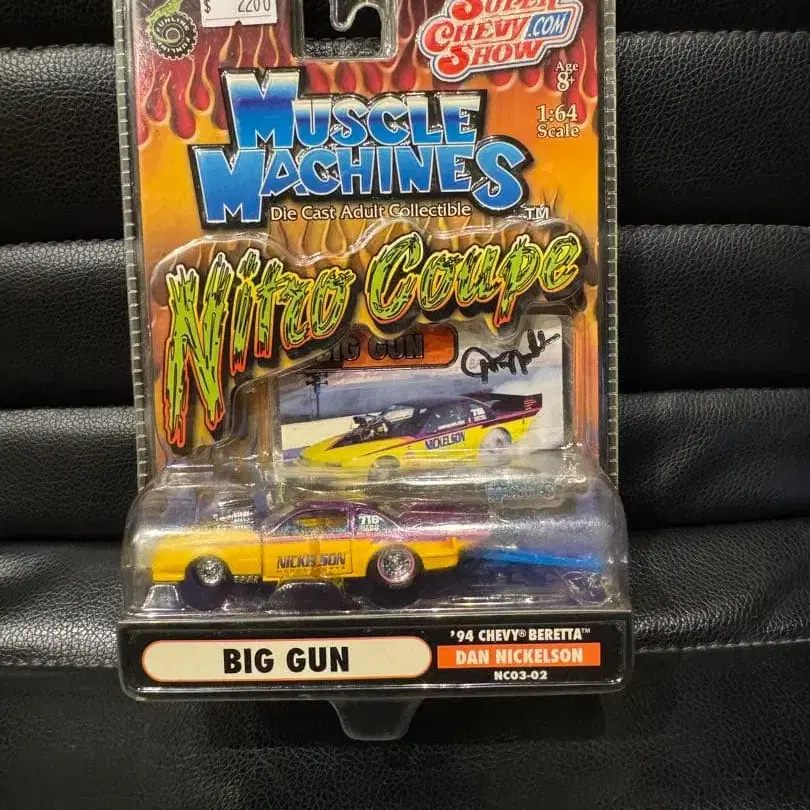 $ 2200
SUPER
CHEVY.COM
SHOW
Age
8+
1:64
Scale
MUSCLE
MACHINES
Die Cast Adult Collectible
TM
Nitro Coupe
BIG GUN
NICKELSON
716
NICKELSON
BIG GUN
'94 CHEVY® BERETTA™
DAN NICKELSON
NC03-02